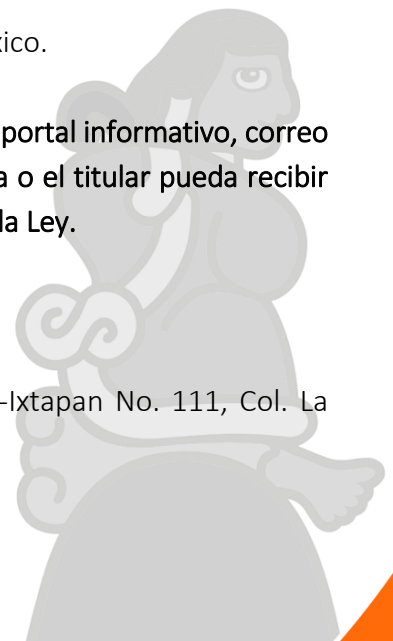 xico.
portal informativo, correo
a o el titular pueda recibir
la Ley.
-Ixtapan No. 111, Col. La